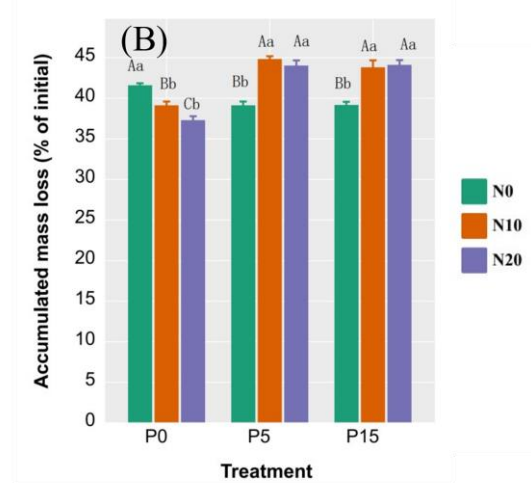 (B)
Accumulated mass loss (% of initial)
45
40
35
30
25
20
15
10
5
0
Aa
Bb
Cb
Bb
Aa
Aa
Bb
Aa
Aa
P0
P5
P15
Treatment
N0
N10
N20